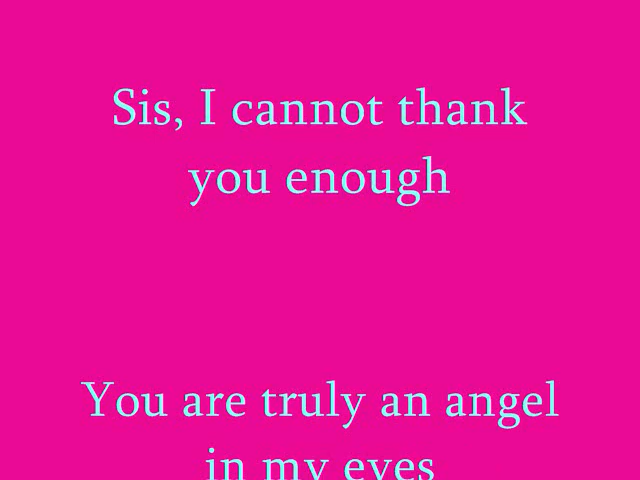 Sis, I cannot thank
you enough
You are truly an angel
in my eyes